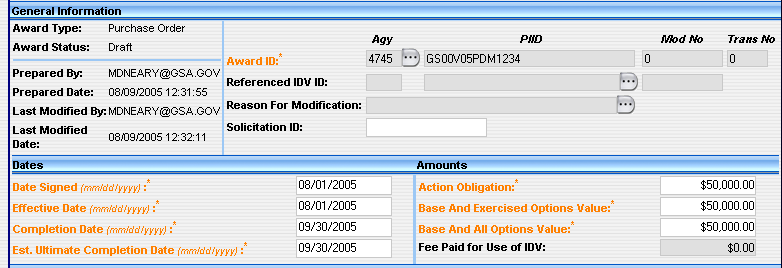 General Information
Award Type: Purchase Order
Award Status: Draft
Prepared By: MDNEARY@GSA.GOV
Prepared Date: 08/09/2005 12:31:55
Last Modified By: MDNEARY@GSA.GOV
Last Modified Date: 08/09/2005 12:32:11
Agy PIID Mod No Trans No
Award ID:* 4745 ... GS00V05PDM1234 0 0
Referenced IDV ID: ...
Reason For Modification: ...
Solicitation ID:
Dates
Date Signed (mm/dd/yyyy) :* 08/01/2005
Effective Date (mm/dd/yyyy) :* 08/01/2005
Completion Date (mm/dd/yyyy) :* 09/30/2005
Est. Ultimate Completion Date (mm/dd/yyyy) :* 09/30/2005
Amounts
Action Obligation:* $50,000.00
Base And Exercised Options Value:* $50,000.00
Base And All Options Value:* $50,000.00
Fee Paid for Use of IDV: $0.00